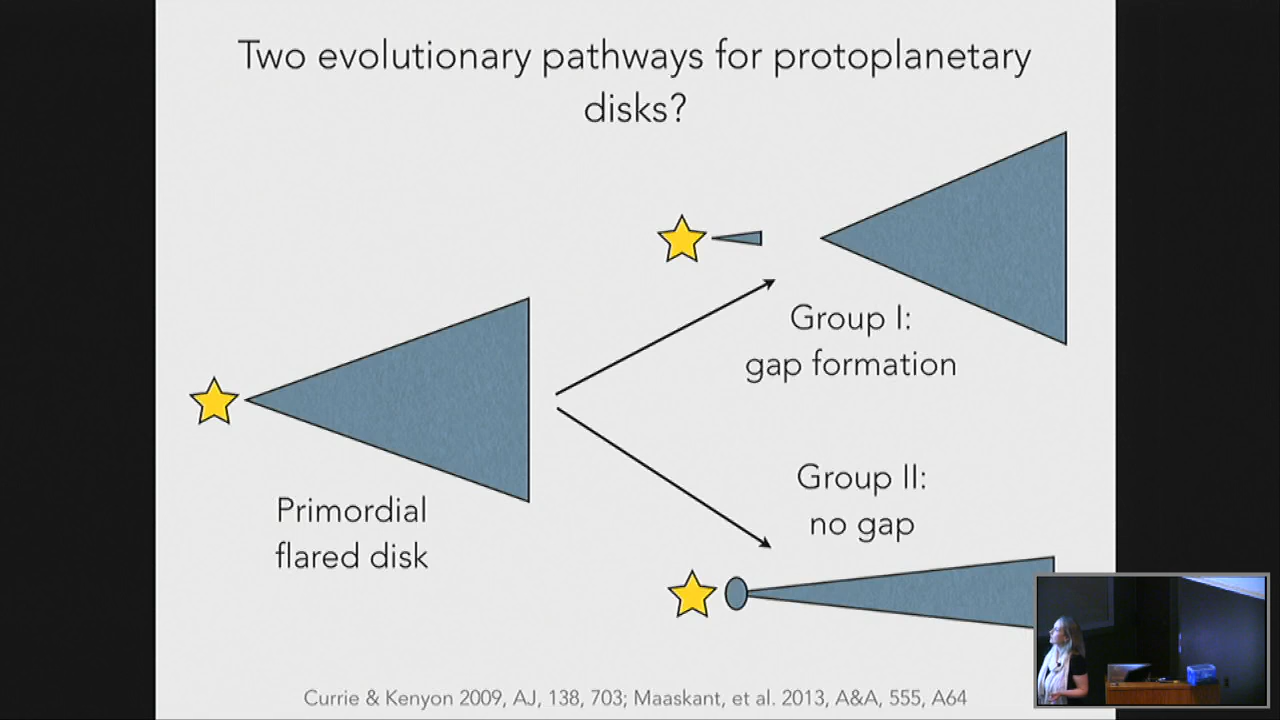 Two evolutionary pathways for protoplanetary
disks?
Group I:
gap formation
Primordial
flared disk
Group II:
no gap
Currie & Kenyon 2009, AJ, 138, 703; Maaskant, et al. 2013, A&A, 555, A64